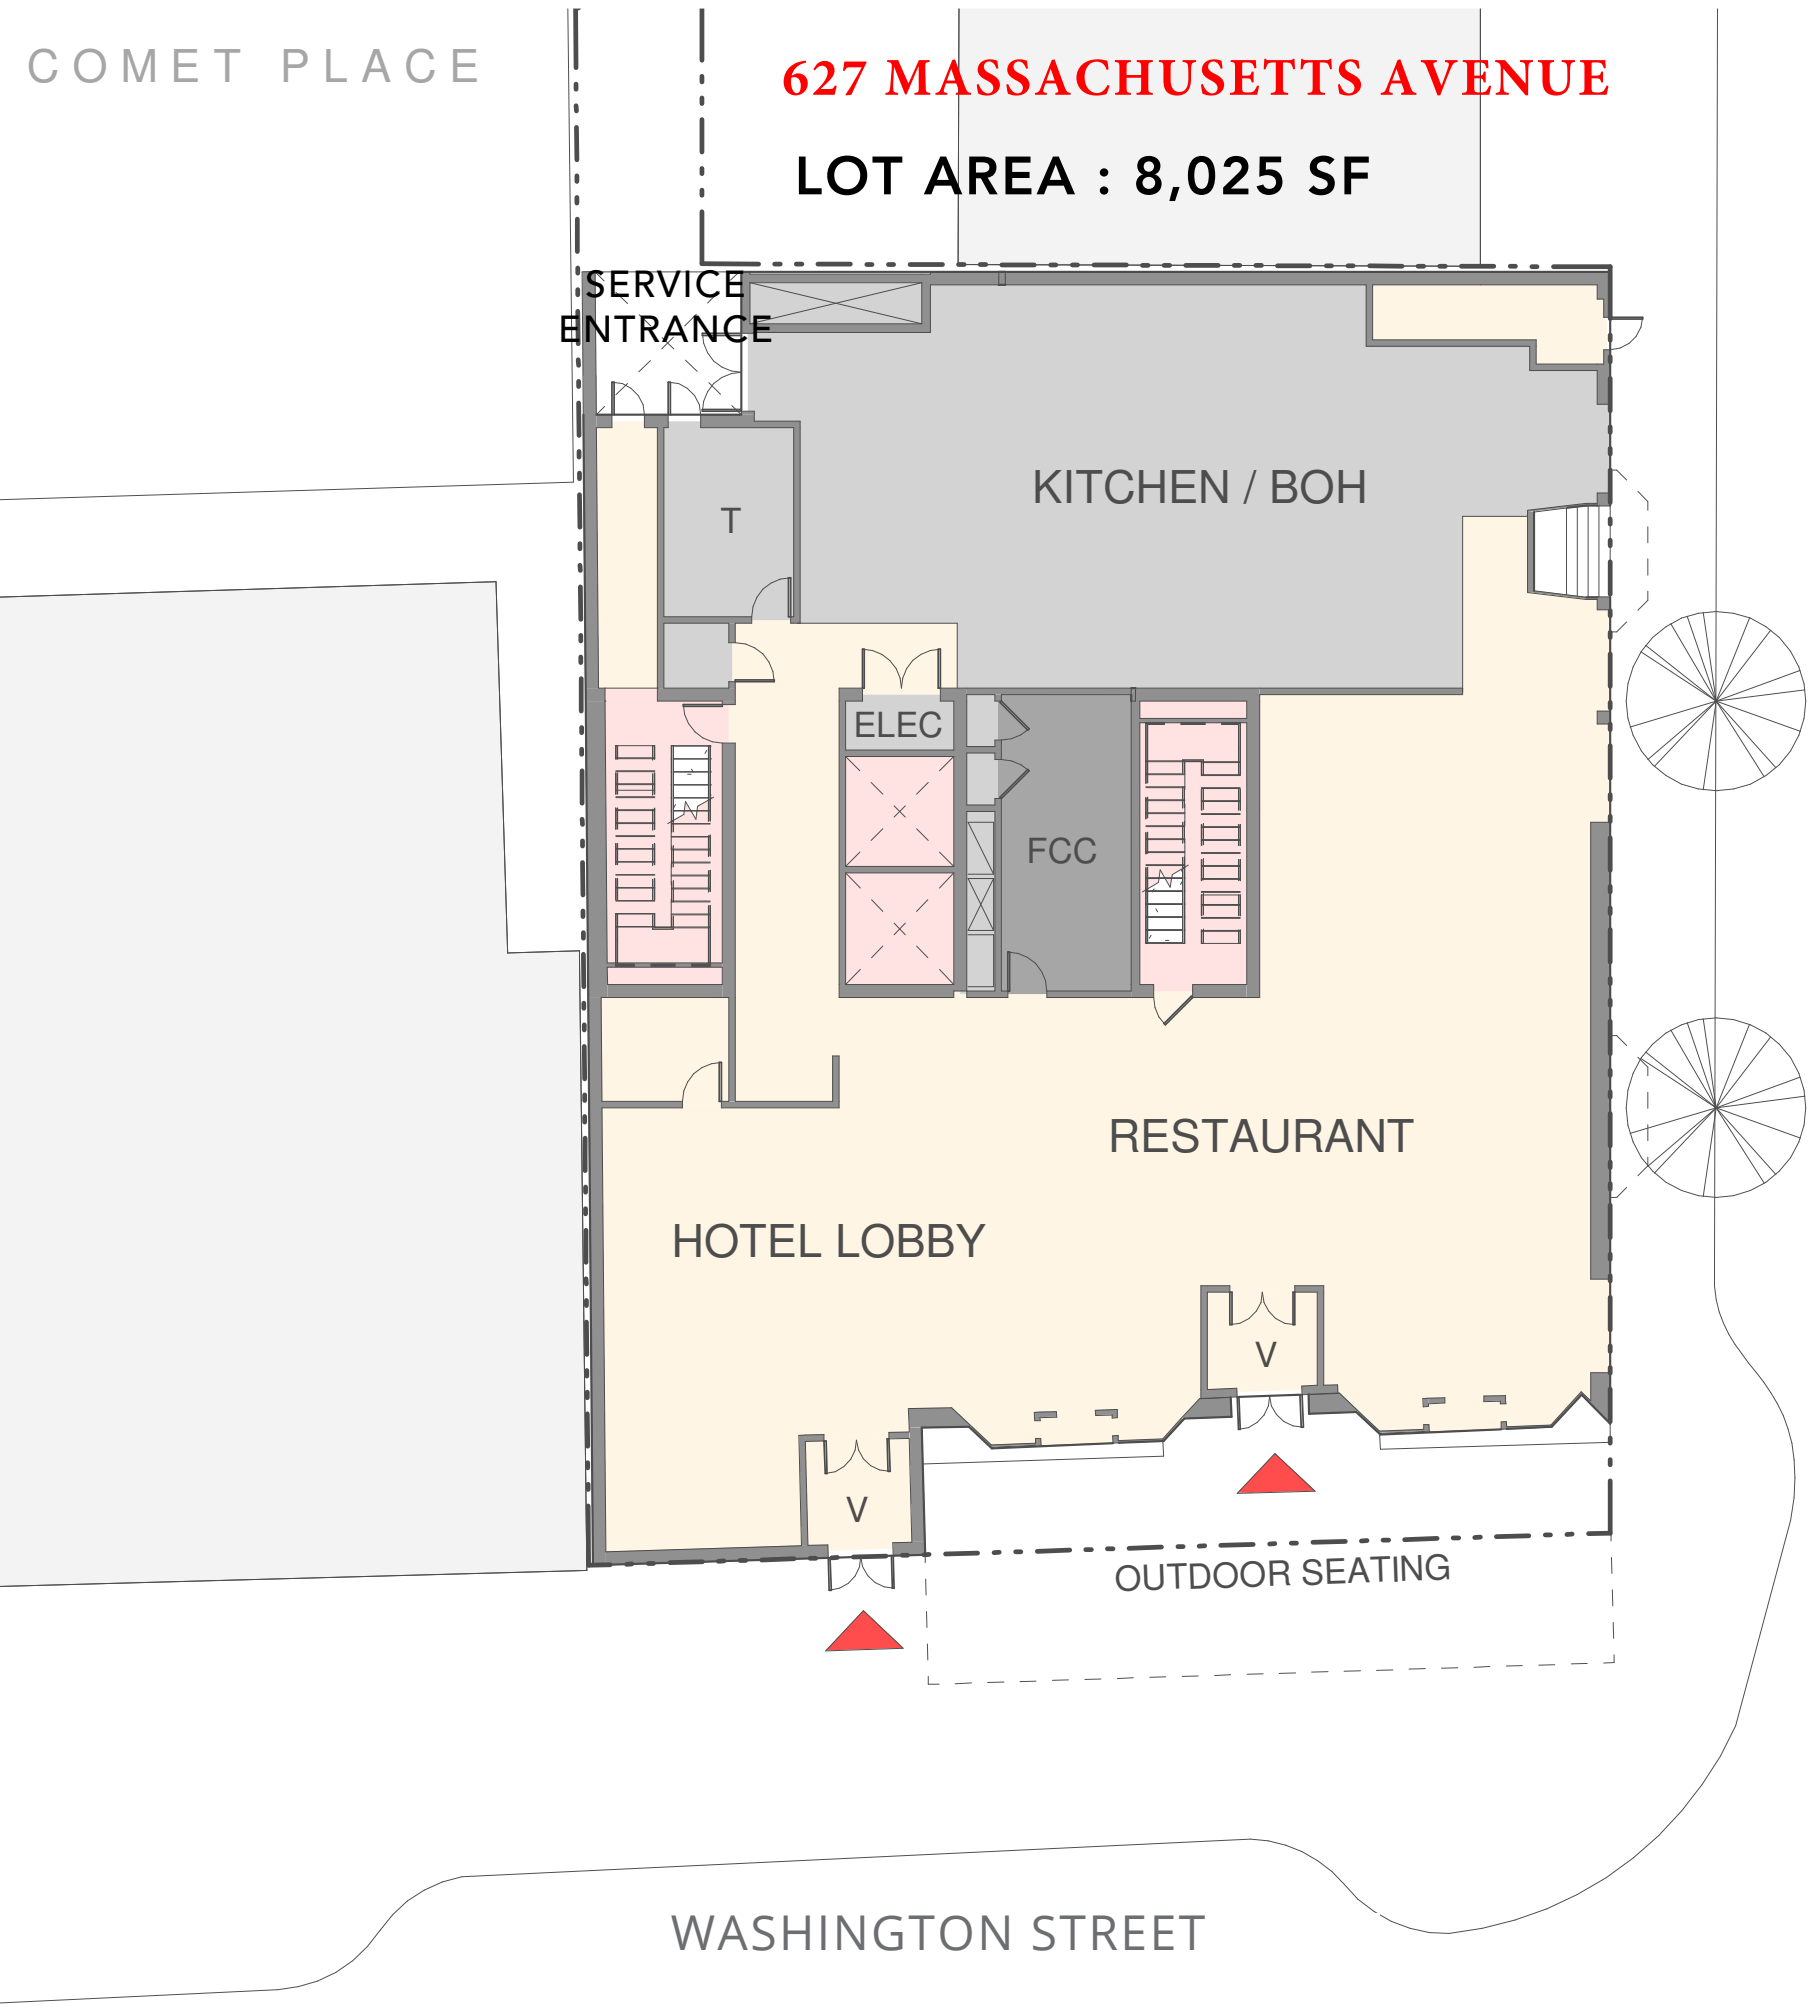 COMET PLACE
627 MASSACHUSETTS AVENUE
LOT AREA : 8,025 SF
SERVICE
ENTRANCE
KITCHEN / BOH
T
ELEC
FCC
RESTAURANT
HOTEL LOBBY
V
V
OUTDOOR SEATING
WASHINGTON STREET